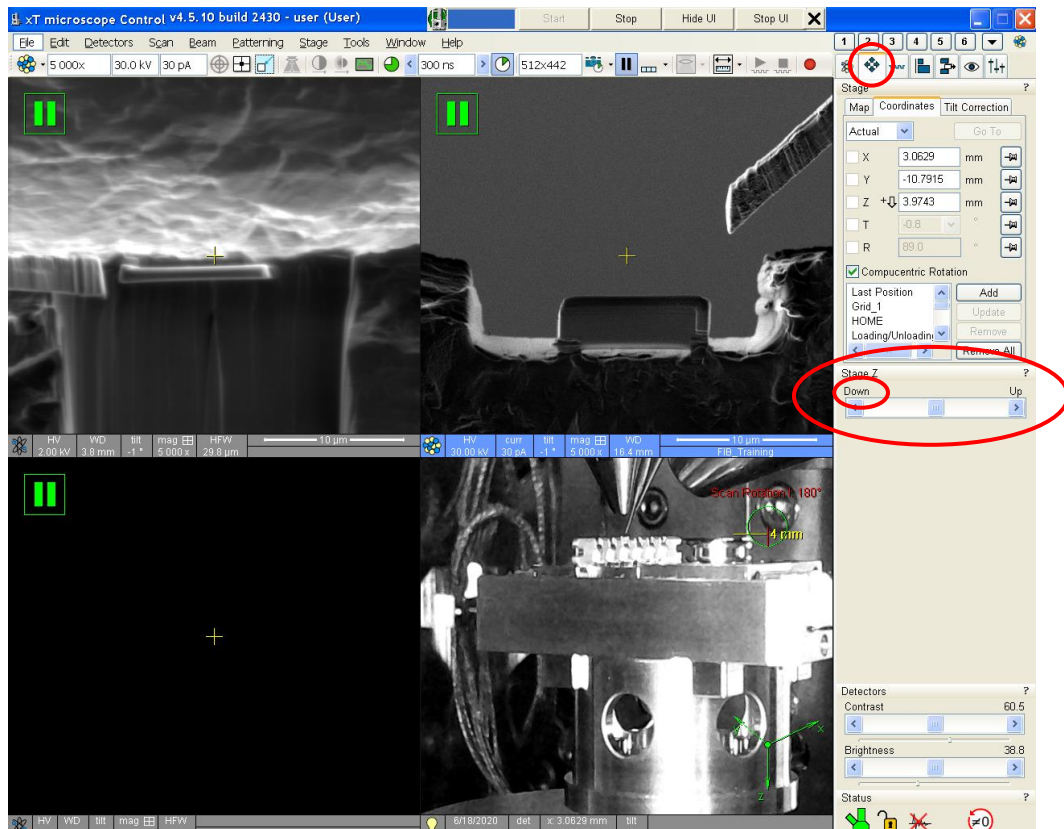 xT microscope Control v4.5.10 build 2430 - user (User)
Start Stop Hide UI Stop UI X
File Edit Detectors Scan Beam Patterning Stage Tools Window Help
1 2 3 4 5 6
5 000x 30.0 kV 30 pA 300 ns 512x442
Stage ?
Map Coordinates Tilt Correction
Actual Go To
X 3.0629 mm
Y -10.7915 mm
Z + 3.9743 mm
T -0.8 °
R 89.0 °
Compucentric Rotation
Last Position Add
Grid_1 Update
HOME Remove
Loading/Unloading
Remove All
Stage Z ?
Down Up
HV WD tilt mag HFW 10 µm
2.00 kV 3.8 mm -1 ° 5 000 x 29.8 µm
HV curr tilt mag WD 10 µm
30.00 kV 30 pA -1 ° 5 000 x 16.4 mm FIB_Training
Scan Rotation I: 180°
4 mm
x
z
Detectors ?
Contrast 60.5
Brightness 38.8
Status ?
HV WD tilt mag HFW
6/18/2020 det x: 3.0629 mm tilt
(≠0)